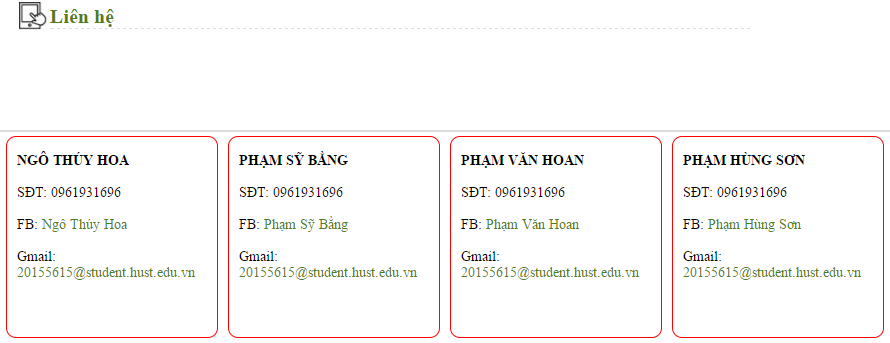 Liên hệ
NGÔ THÚY HOA
SĐT: 0961931696
FB: Ngô Thúy Hoa
Gmail:
20155615@student.hust.edu.vn
PHẠM SỸ BẰNG
SĐT: 0961931696
FB: Phạm Sỹ Bằng
Gmail:
20155615@student.hust.edu.vn
PHẠM VĂN HOAN
SĐT: 0961931696
FB: Phạm Văn Hoan
Gmail:
20155615@student.hust.edu.vn
PHẠM HÙNG SƠN
SĐT: 0961931696
FB: Phạm Hùng Sơn
Gmail:
20155615@student.hust.edu.vn